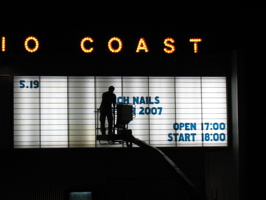 IO COAST
5.19
CH NAILS
2007
OPEN 17:00
START 18:00